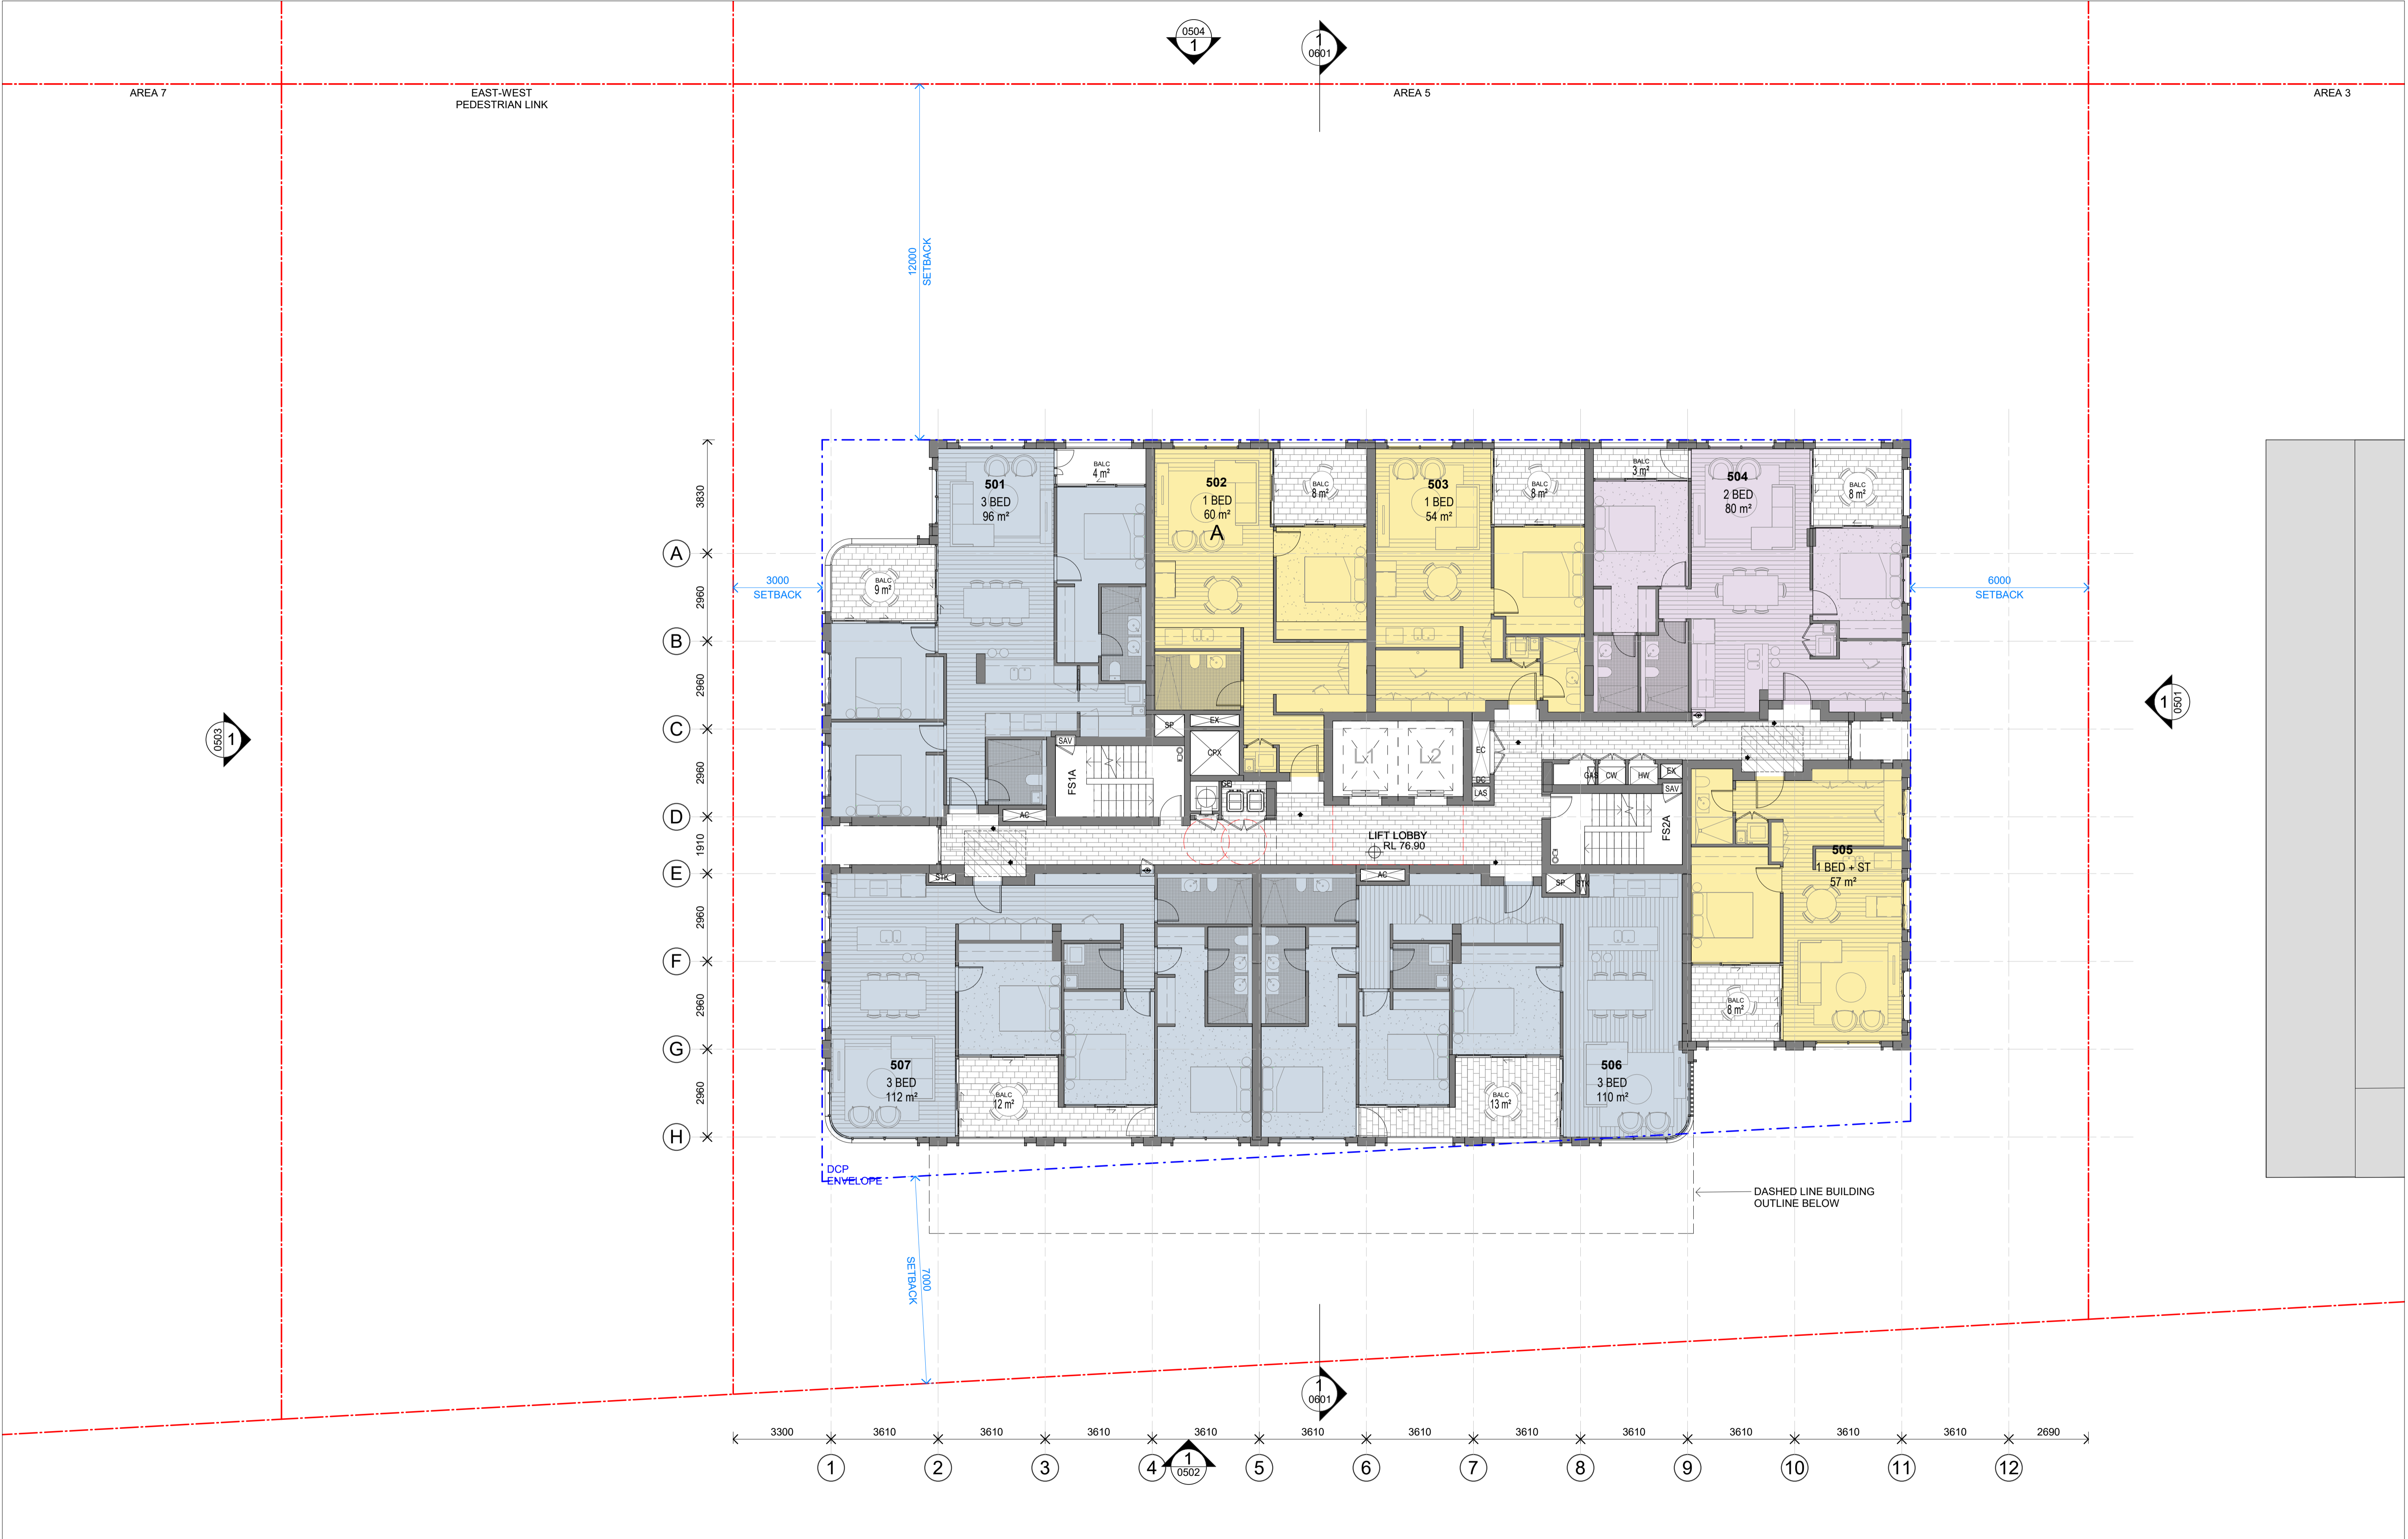 0504
1
1
0601
AREA 7
EAST-WEST
PEDESTRIAN LINK
AREA 5
AREA 3
12000
SETBACK
3830
2960
2960
2960
1910
2960
2960
2960
A
B
C
D
E
F
G
H
3000
SETBACK
6000
SETBACK
501
3 BED
96 m²
BALC
4 m²
BALC
9 m²
502
1 BED
60 m²
A
BALC
8 m²
503
1 BED
54 m²
BALC
8 m²
BALC
3 m²
504
2 BED
80 m²
BALC
8 m²
0503
1
1
0501
SP
EX
CPX
SAV
FS1A
AC
GB
L1
L2
EC
DC
LAS
GAS
CW
HW
EX
SAV
FS2A
LIFT LOBBY
RL 76.90
STK
AC
SP
STK
505
1 BED + ST
57 m²
BALC
8 m²
507
3 BED
112 m²
BALC
12 m²
BALC
13 m²
506
3 BED
110 m²
DCP
ENVELOPE
DASHED LINE BUILDING
OUTLINE BELOW
7000
SETBACK
1
0601
3300
3610
3610
3610
3610
3610
3610
3610
3610
3610
3610
3610
2690
1
0502
1
2
3
4
5
6
7
8
9
10
11
12